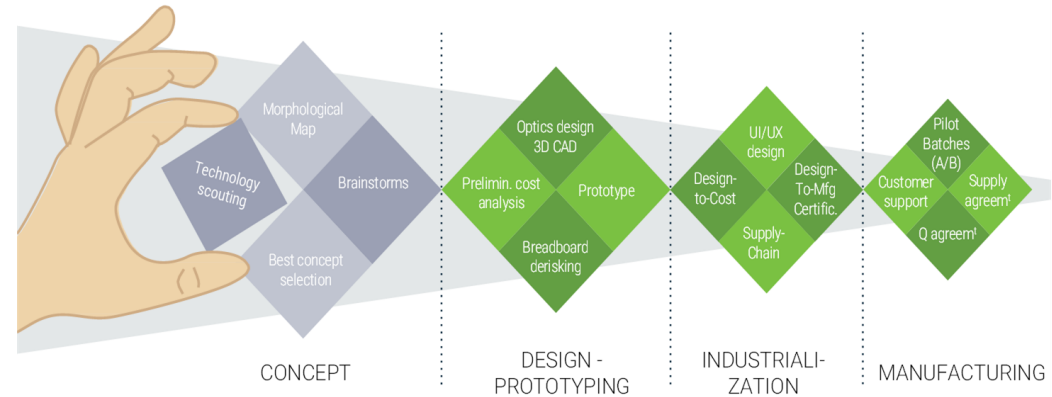 Morphological
Map
Technology
scouting
Brainstorms
Best concept
selection
CONCEPT
Optics design
3D CAD
Prelimin. cost
analysis
Prototype
Breadboard
derisking
DESIGN -
PROTOTYPING
UI/UX
design
Design-
to-Cost
Design-
To-Mfg
Certific.
Supply-
Chain
INDUSTRIALI-
ZATION
Pilot
Batches
(A/B)
Customer
support
Supply
agreemᵗ
Q agreemᵗ
MANUFACTURING